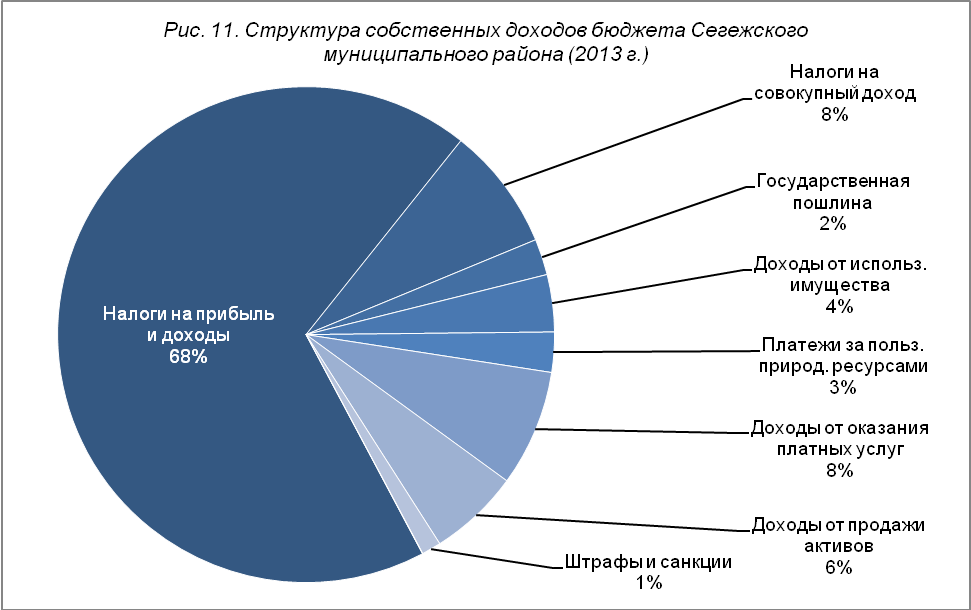 Рис. 11. Структура собственных доходов бюджета Сегежского
муниципального района (2013 г.)
Налоги на
совокупный доход
8%
Государственная
пошлина
2%
Доходы от использ.
имущества
4%
Налоги на прибыль
и доходы
68%
Платежи за польз.
природ. ресурсами
3%
Доходы от оказания
платных услуг
8%
Доходы от продажи
активов
6%
Штрафы и санкции
1%